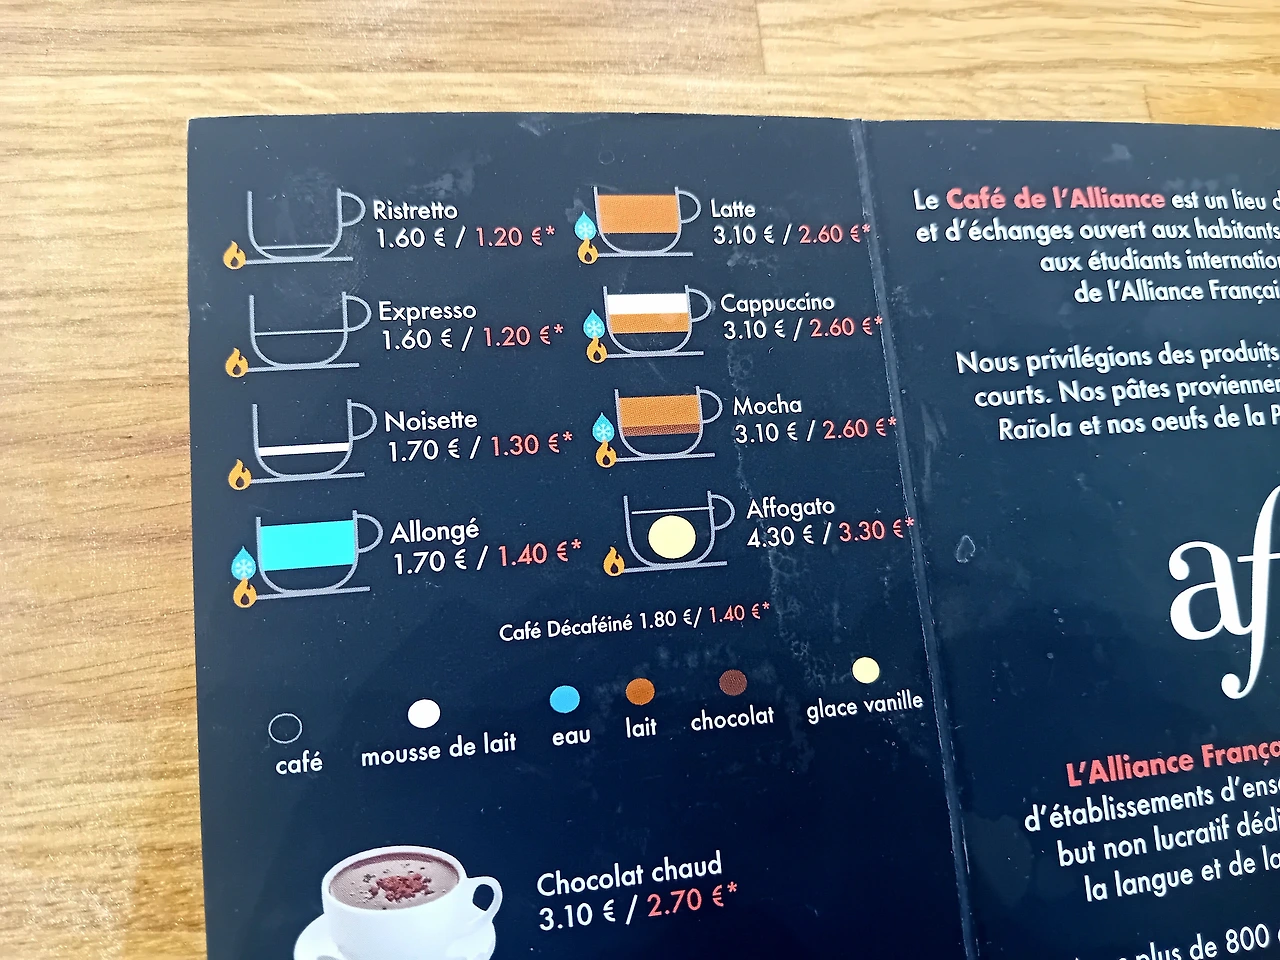 Ristretto
1.60 € / 1.20 €*
Expresso
1.60 € / 1.20 €*
Noisette
1.70 € / 1.30 €*
Allongé
1.70 € / 1.40 €*
Latte
3.10 € / 2.60 €*
Cappuccino
3.10 € / 2.60 €*
Mocha
3.10 € / 2.60 €*
Affogato
4.30 € / 3.30 €*
Café Décaféiné 1.80 €/ 1.40 €*
café
mousse de lait
eau
lait
chocolat
glace vanille
Chocolat chaud
3.10 € / 2.70 €*
Le Café de l'Alliance est un lieu
et d'échanges ouvert aux habitants
aux étudiants
de l'Alliance
Nous privilégions des produits
courts. Nos pâtes
Raïola et nos oeufs de la
af
L'Alliance
d'établissements
but non lucratif
la langue et de la
plus de 800